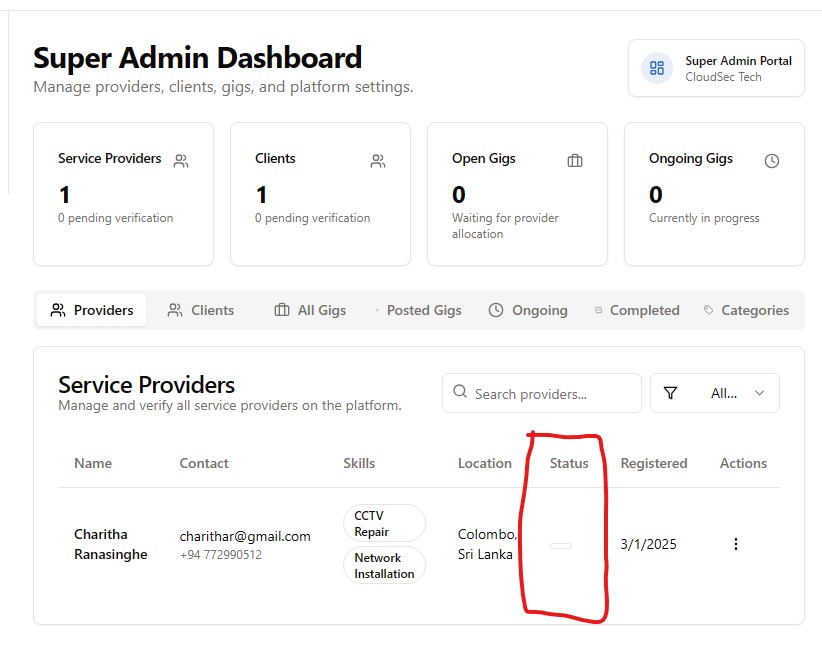 Super Admin Dashboard
Manage providers, clients, gigs, and platform settings.
Super Admin Portal
CloudSec Tech
Service Providers
1
0 pending verification
Clients
1
0 pending verification
Open Gigs
0
Waiting for provider
allocation
Ongoing Gigs
0
Currently in progress
Providers Clients All Gigs Posted Gigs Ongoing Completed Categories
Service Providers
Manage and verify all service providers on the platform.
Search providers...
All...
Name Contact Skills Location Status Registered Actions
Charitha
Ranasinghe
charithar@gmail.com
+94 772990512
CCTV
Repair
Network
Installation
Colombo,
Sri Lanka
3/1/2025